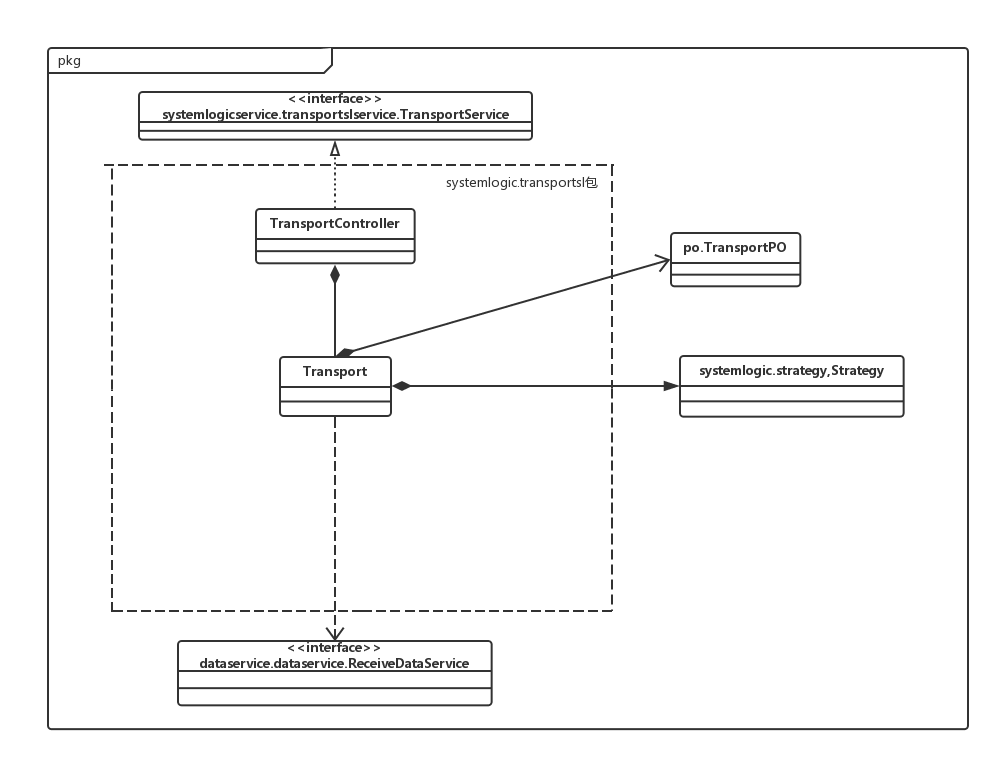 pkg
<<interface>>
systemlogicservice.transportslservice.TransportService
systemlogic.transportsl包
TransportController
po.TransportPO
Transport
systemlogic.strategy,Strategy
<<interface>>
dataservice.dataservice.ReceiveDataService